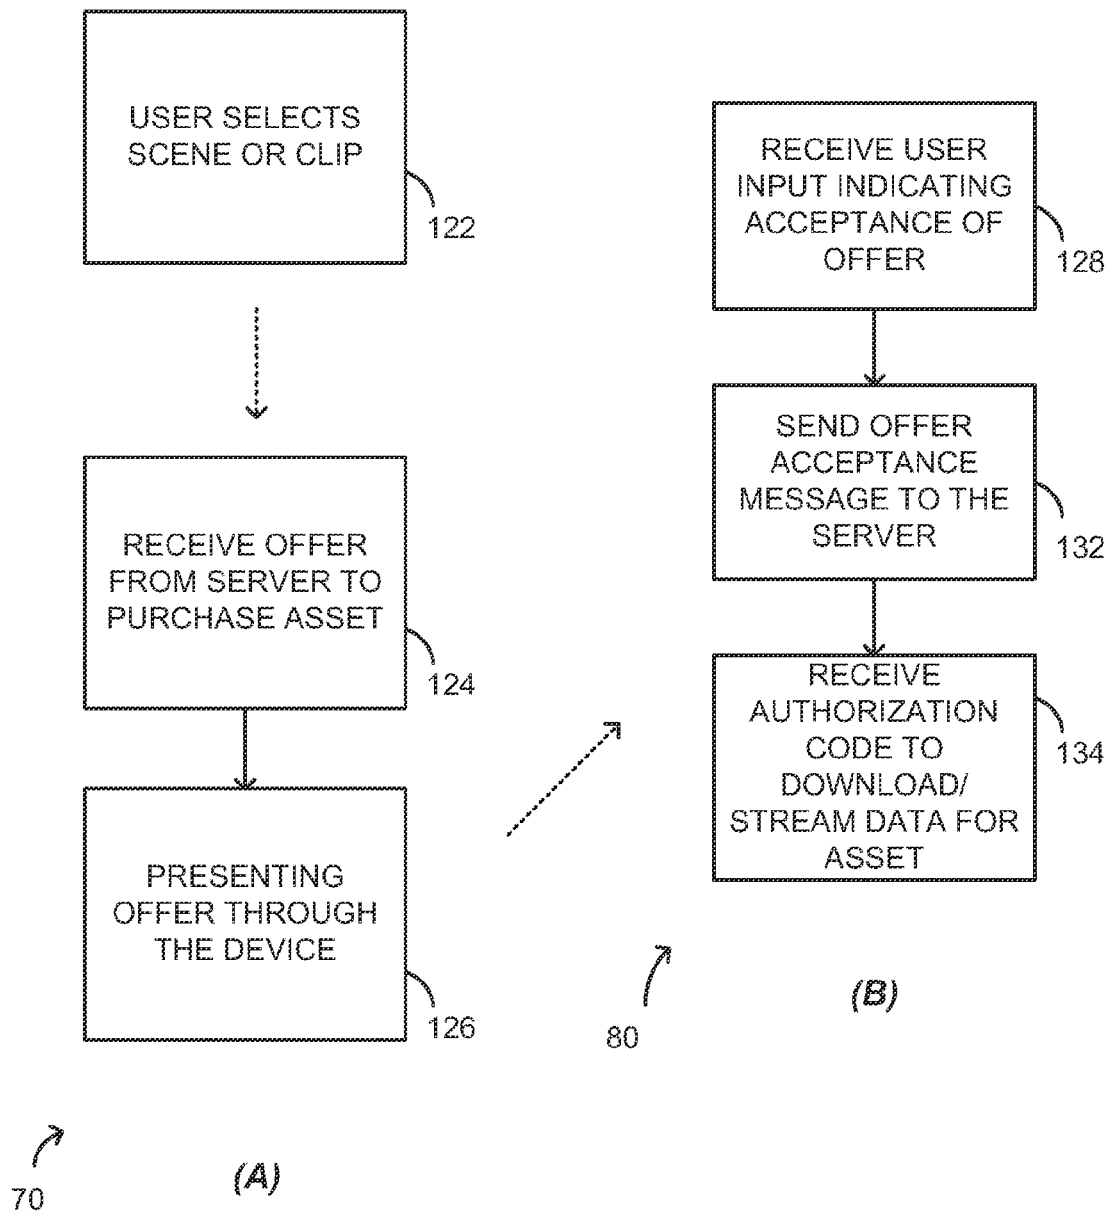 USER SELECTS
SCENE OR CLIP
122
RECEIVE OFFER
FROM SERVER TO
PURCHASE ASSET
124
PRESENTING
OFFER THROUGH
THE DEVICE
126
70
(A)
RECEIVE USER
INPUT INDICATING
ACCEPTANCE OF
OFFER
128
SEND OFFER
ACCEPTANCE
MESSAGE TO THE
SERVER
132
RECEIVE
AUTHORIZATION
CODE TO
DOWNLOAD/
STREAM DATA FOR
ASSET
134
80
(B)